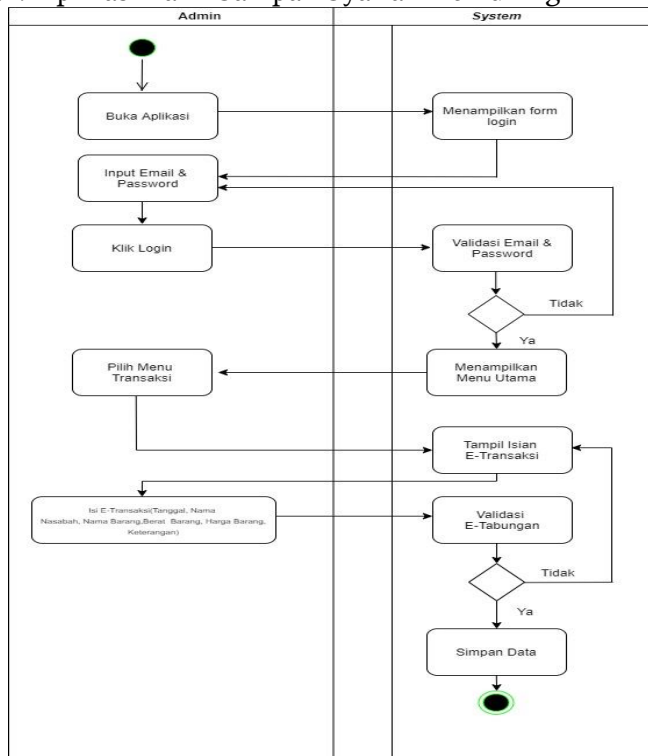 Admin
System
Buka Aplikasi
Menampilkan form
login
Input Email &
Password
Klik Login
Validasi Email &
Password
Tidak
Ya
Pilih Menu
Transaksi
Menampilkan
Menu Utama
Tampil Isian
E-Transaksi
Isi E-Transaksi(Tanggal, Nama
Nasabah, Nama Barang,Berat Barang, Harga Barang,
Keterangan)
Validasi
E-Tabungan
Tidak
Ya
Simpan Data